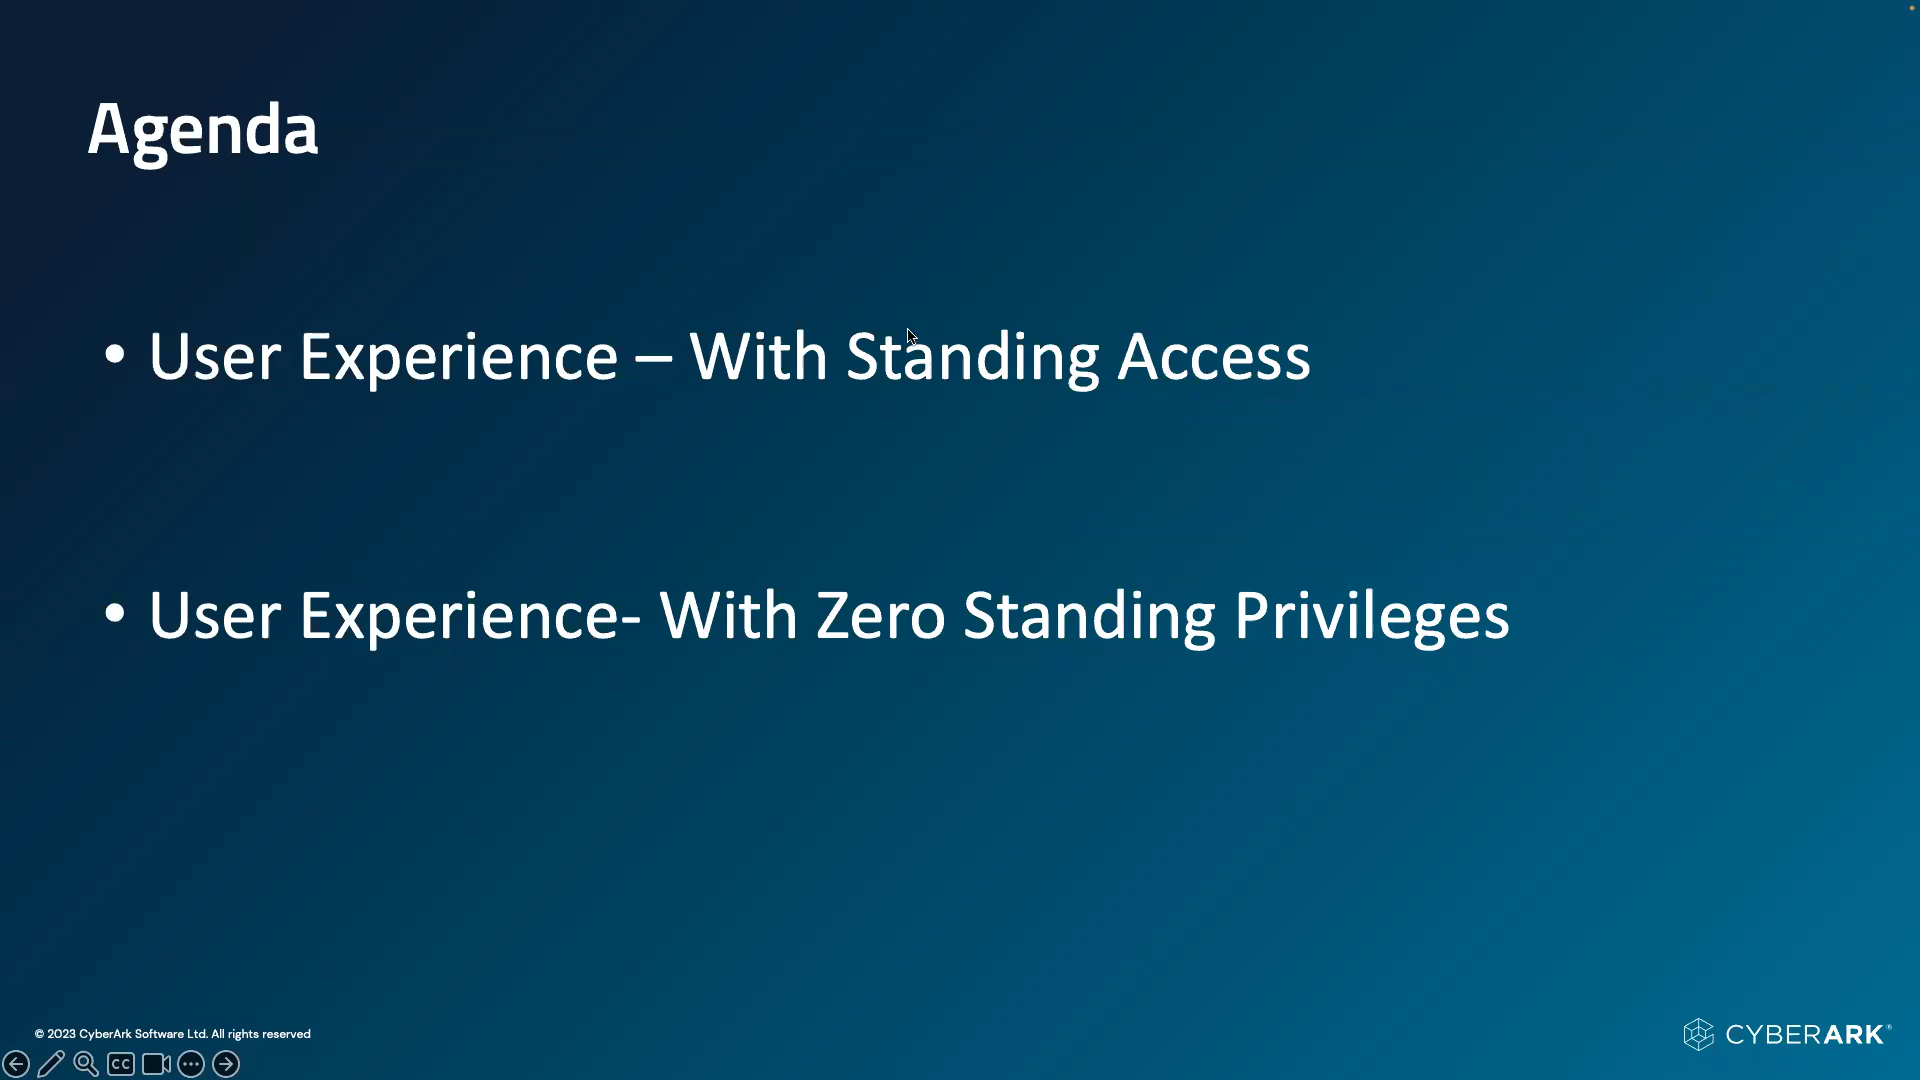 Agenda
• User Experience – With Standing Access
• User Experience- With Zero Standing Privileges
© 2023 CyberArk Software Ltd. All rights reserved
CYBERARK®
CC